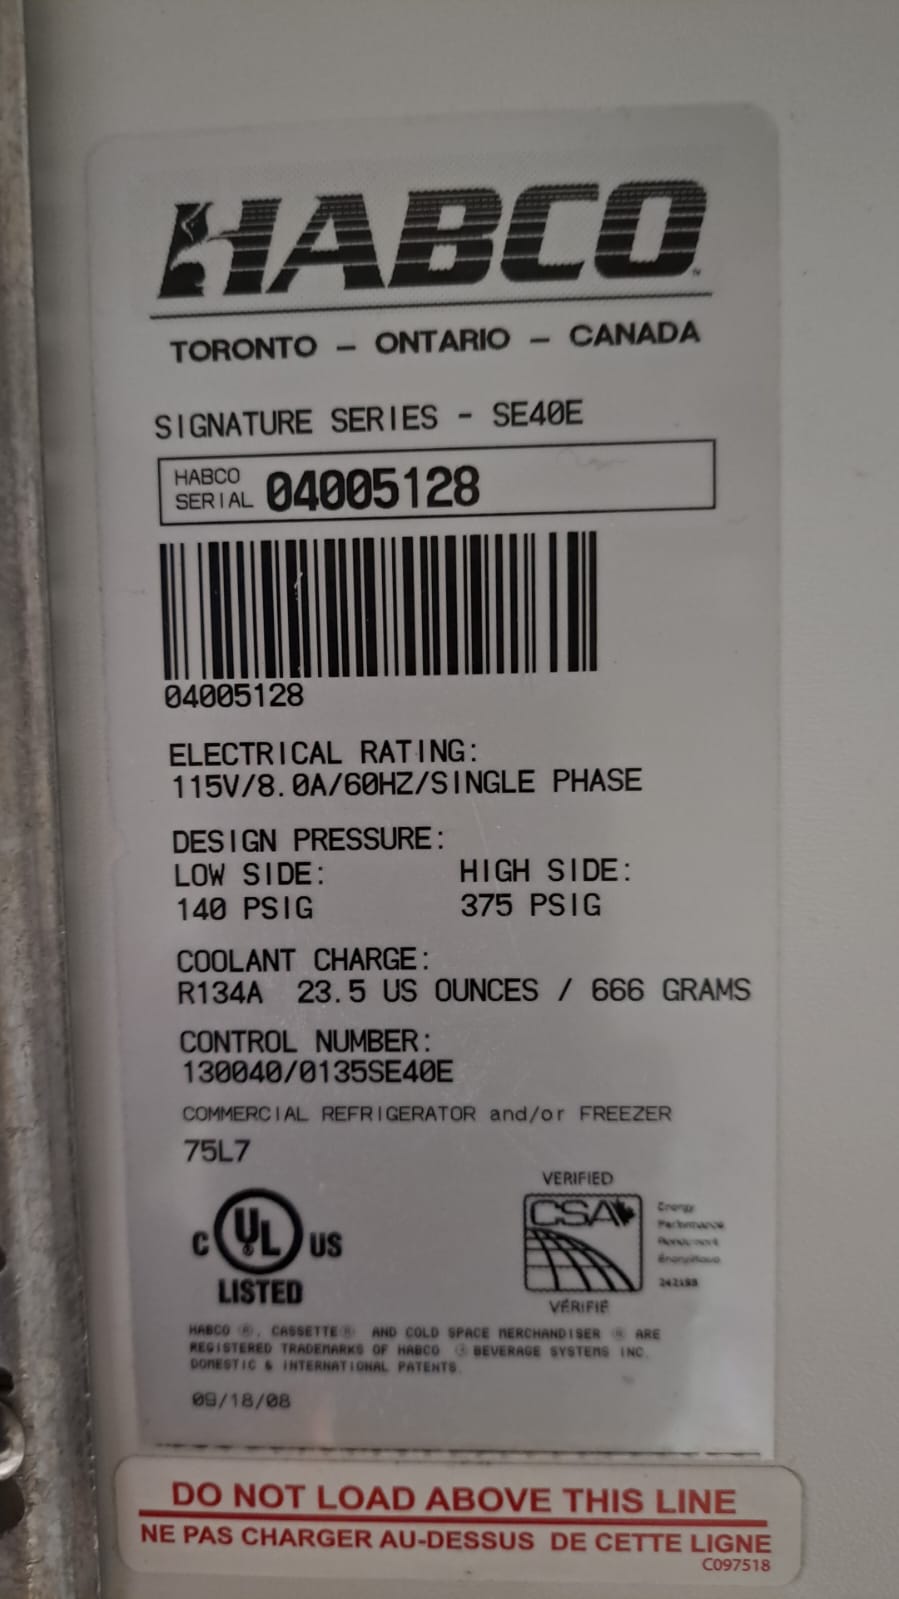 HABCO
TORONTO - ONTARIO - CANADA
SIGNATURE SERIES - SE40E
HABCO SERIAL 04005128
04005128
ELECTRICAL RATING:
115V/8.0A/60HZ/SINGLE PHASE
DESIGN PRESSURE:
LOW SIDE: HIGH SIDE:
140 PSIG 375 PSIG
COOLANT CHARGE:
R134A 23.5 US OUNCES / 666 GRAMS
CONTROL NUMBER:
130040/0135SE40E
COMMERCIAL REFRIGERATOR and/or FREEZER
75L7
C UL US
LISTED
VERIFIED
CSA
Energy
Performance
VÉRIFIÉ
HABCO ®, CASSETTE ® AND COLD SPACE MERCHANDISER ® ARE
REGISTERED TRADEMARKS OF HABCO ® BEVERAGE SYSTEMS INC.
DOMESTIC & INTERNATIONAL PATENTS.
09/18/08
DO NOT LOAD ABOVE THIS LINE
NE PAS CHARGER AU-DESSUS DE CETTE LIGNE
C097518